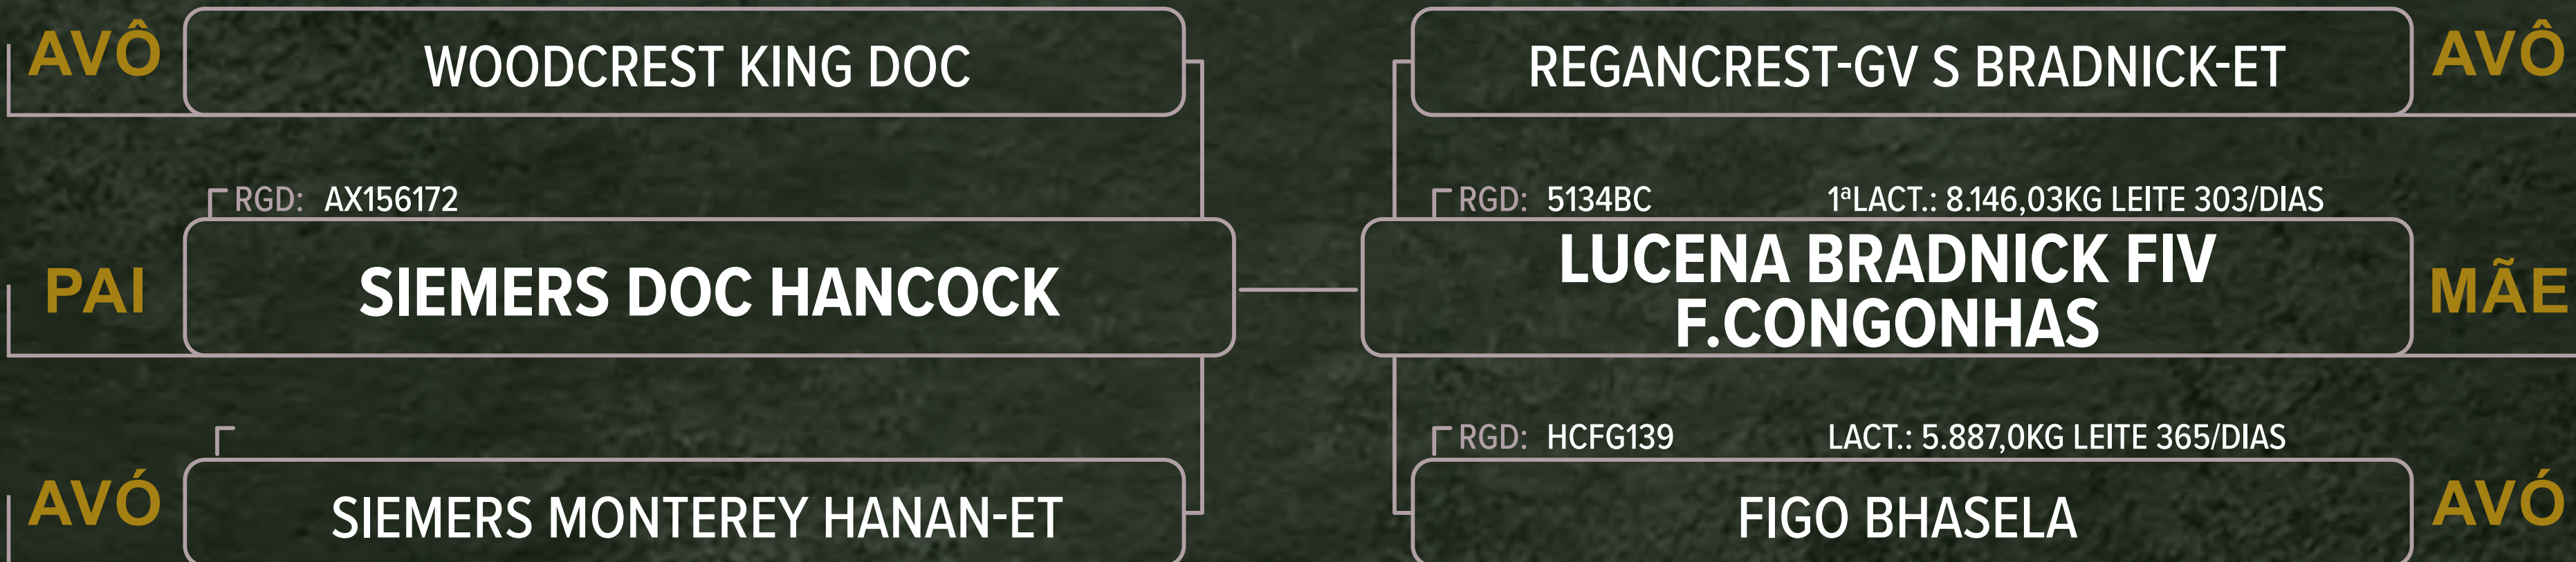 AVÔ
WOODCREST KING DOC
RGD: AX156172
PAI
SIEMERS DOC HANCOCK
AVÓ
SIEMERS MONTEREY HANAN-ET
REGANCREST-GV S BRADNICK-ET
AVÔ
RGD: 5134BC 1ªLACT.: 8.146,03KG LEITE 303/DIAS
LUCENA BRADNICK FIV
F.CONGONHAS
MÃE
RGD: HCFG139 LACT.: 5.887,0KG LEITE 365/DIAS
FIGO BHASELA
AVÓ